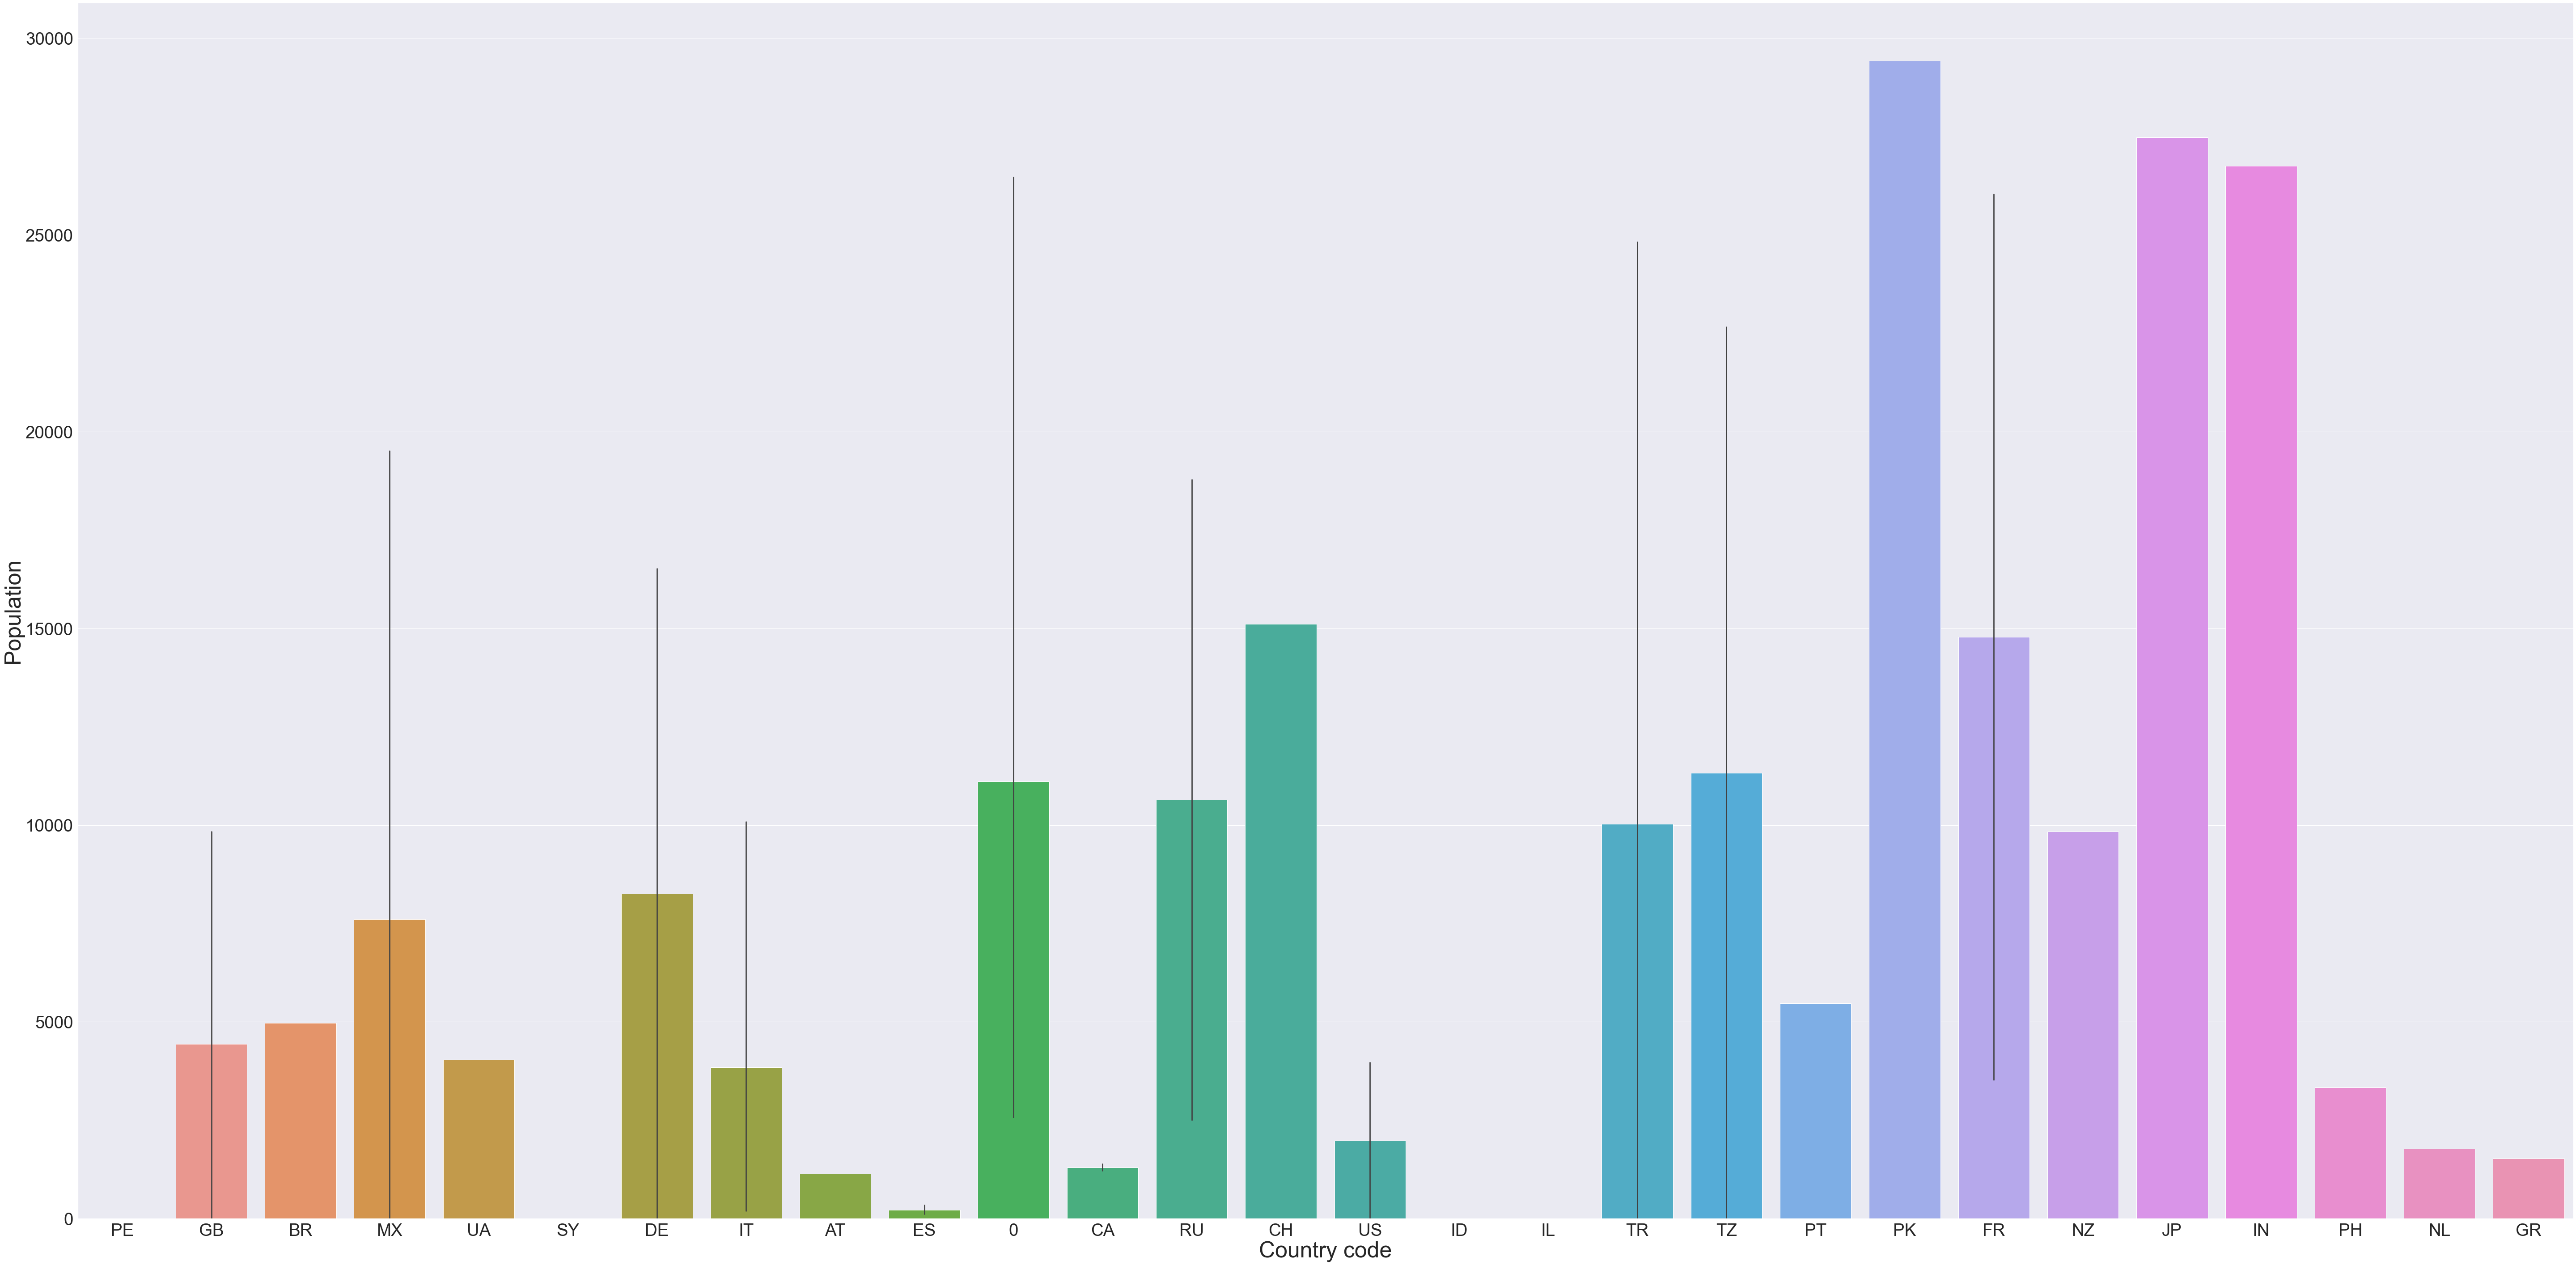 30000
25000
20000
15000
10000
5000
0
Population
PE GB BR MX UA SY DE IT AT ES 0 CA RU CH US ID IL TR TZ PT PK FR NZ JP IN PH NL GR
Country code